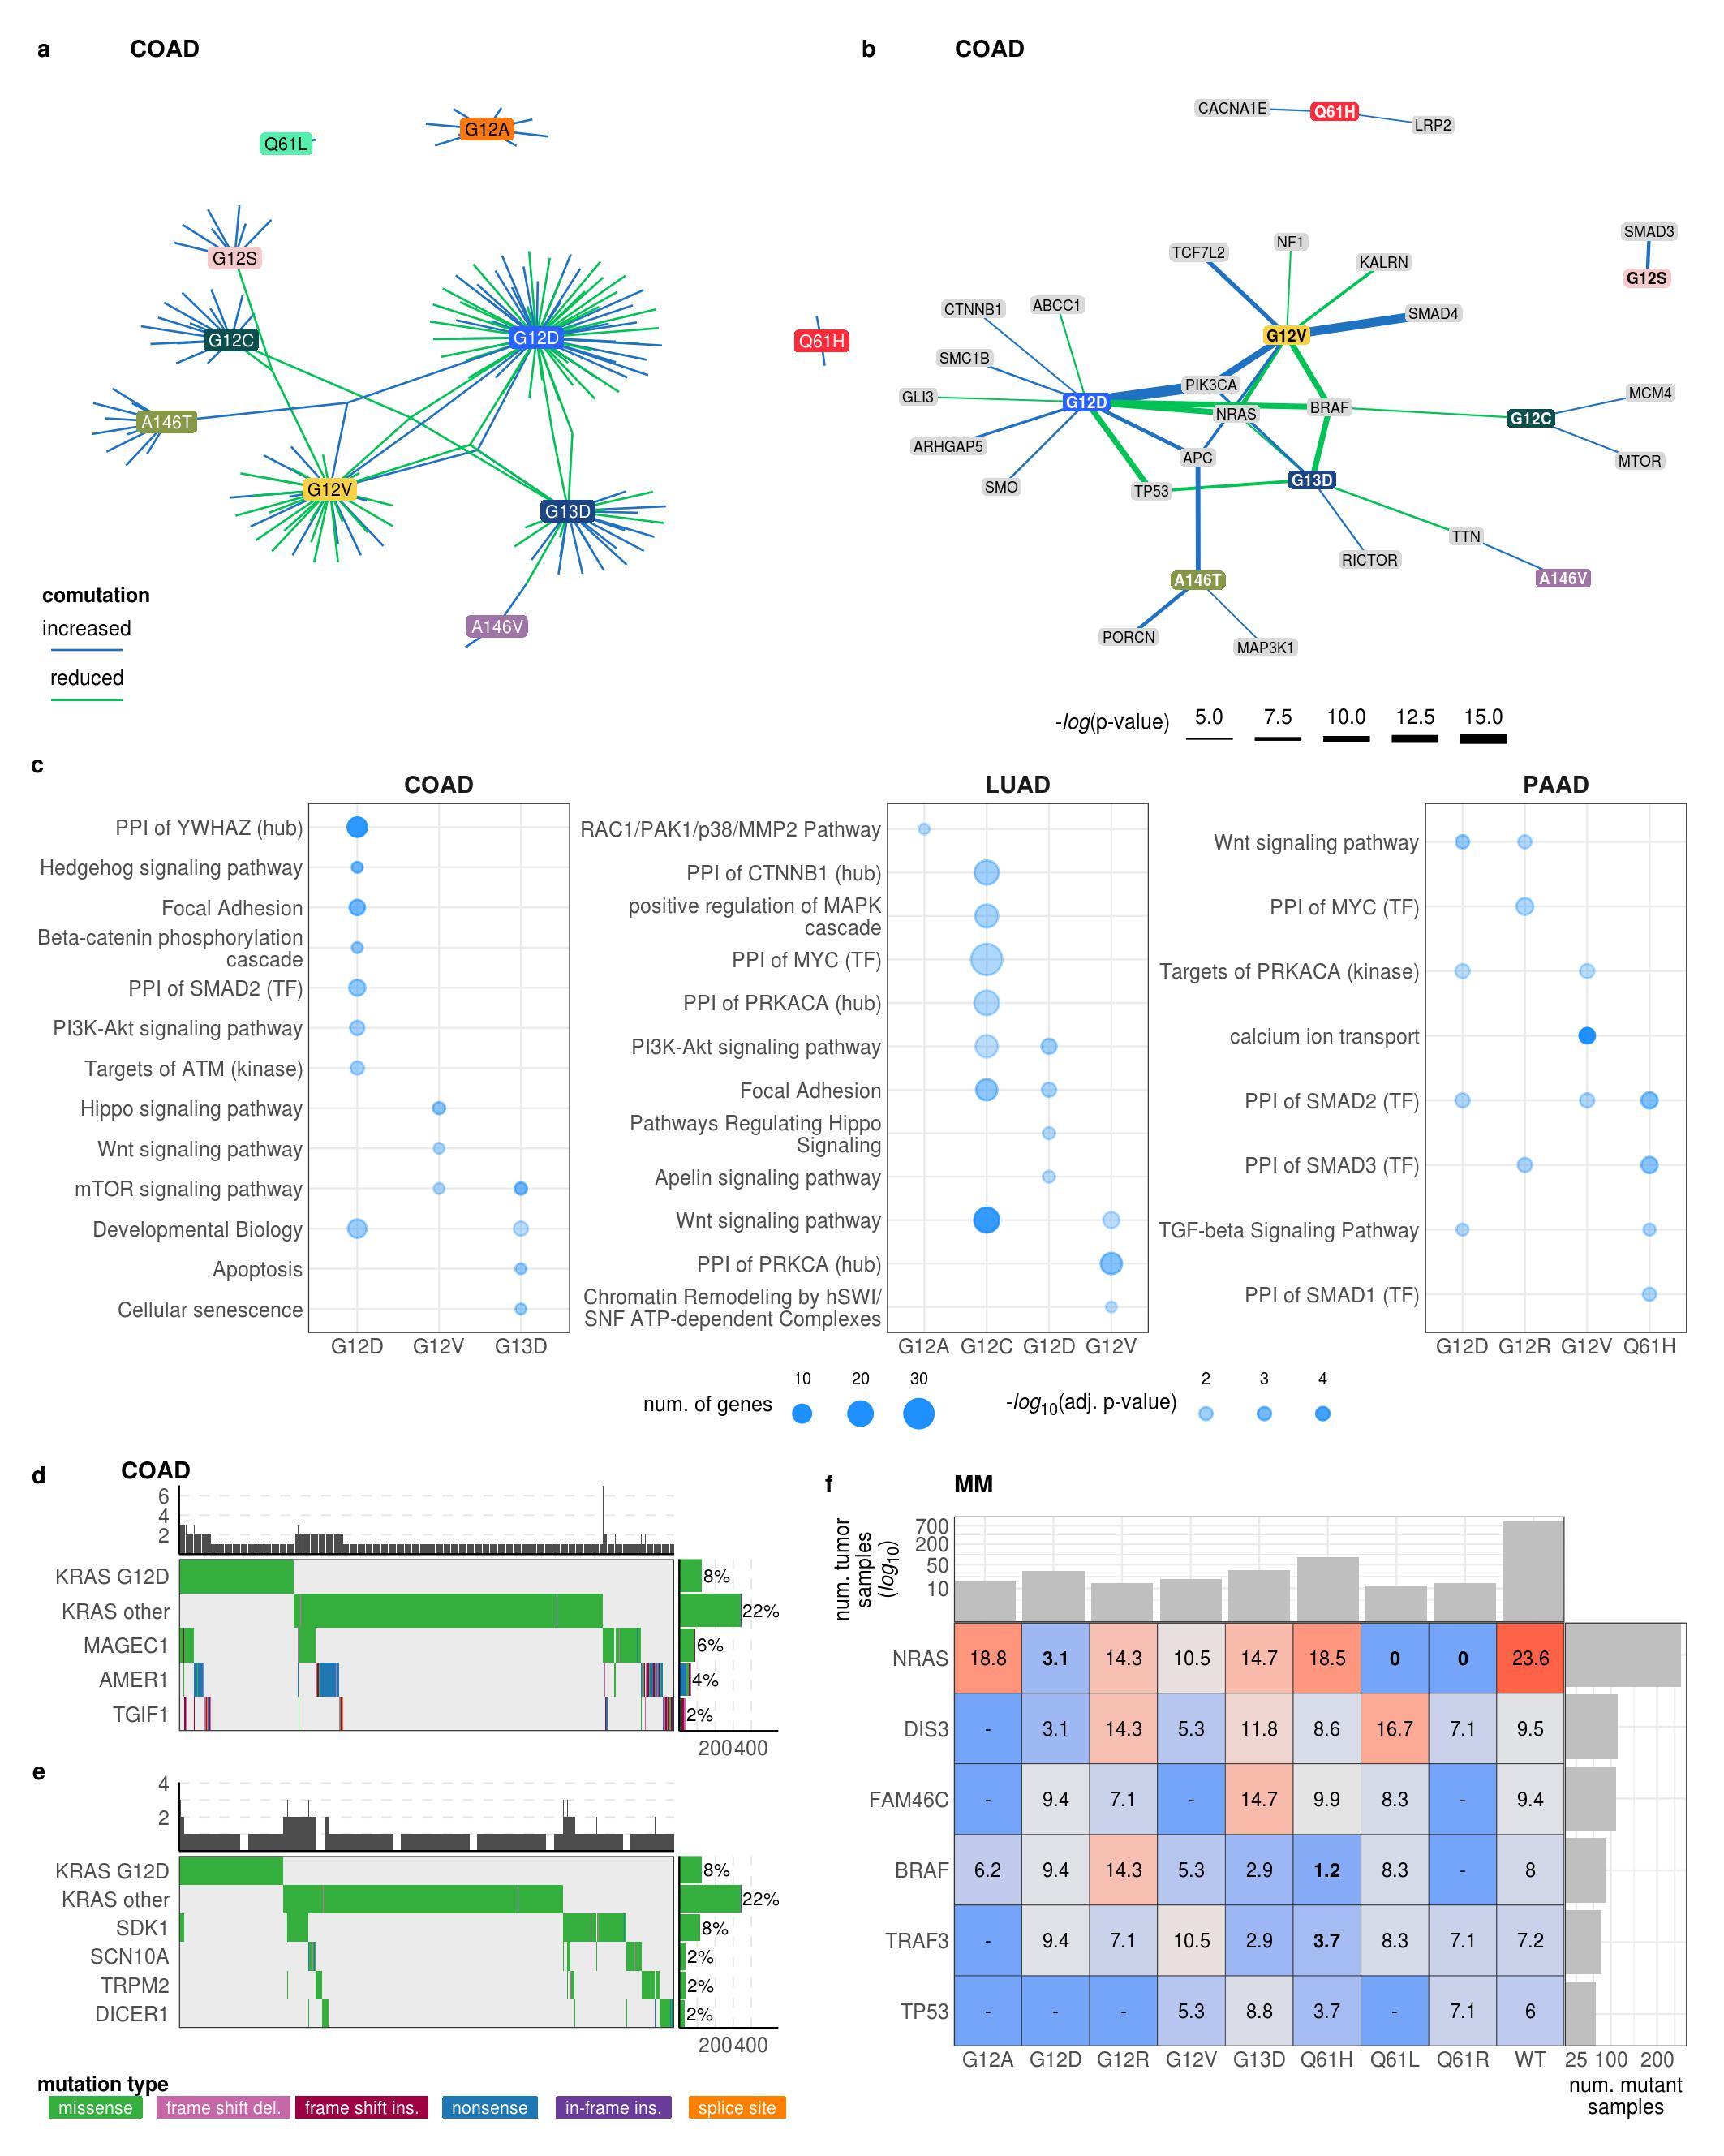 a
COAD
Q61L
G12A
G12S
G12C
G12D
Q61H
A146T
G12V
G13D
A146V
comutation
increased
reduced
b
COAD
CACNA1E
Q61H
LRP2
SMAD3
G12S
TCF7L2
NF1
KALRN
SMAD4
G12V
CTNNB1
ABCC1
SMC1B
GLI3
G12D
PIK3CA
NRAS
BRAF
G12C
MCM4
MTOR
ARHGAP5
SMO
APC
TP53
G13D
TTN
RICTOR
A146V
A146T
PORCN
MAP3K1
-log(p-value)
5.0 7.5 10.0 12.5 15.0
c
COAD
PPI of YWHAZ (hub)
Hedgehog signaling pathway
Focal Adhesion
Beta-catenin phosphorylation
cascade
PPI of SMAD2 (TF)
PI3K-Akt signaling pathway
Targets of ATM (kinase)
Hippo signaling pathway
Wnt signaling pathway
mTOR signaling pathway
Developmental Biology
Apoptosis
Cellular senescence
G12D G12V G13D
LUAD
RAC1/PAK1/p38/MMP2 Pathway
PPI of CTNNB1 (hub)
positive regulation of MAPK
cascade
PPI of MYC (TF)
PPI of PRKACA (hub)
PI3K-Akt signaling pathway
Focal Adhesion
Pathways Regulating Hippo
Signaling
Apelin signaling pathway
Wnt signaling pathway
PPI of PRKCA (hub)
Chromatin Remodeling by hSWI/
SNF ATP-dependent Complexes
G12A G12C G12D G12V
PAAD
Wnt signaling pathway
PPI of MYC (TF)
Targets of PRKACA (kinase)
calcium ion transport
PPI of SMAD2 (TF)
PPI of SMAD3 (TF)
TGF-beta Signaling Pathway
PPI of SMAD1 (TF)
G12D G12R G12V Q61H
num. of genes
10 20 30
-log10(adj. p-value)
2 3 4
d
COAD
6
4
2
KRAS G12D 8%
KRAS other 22%
MAGEC1 6%
AMER1 4%
TGIF1 2%
200 400
e
4
2
KRAS G12D 8%
KRAS other 22%
SDK1 8%
SCN10A 2%
TRPM2 2%
DICER1 2%
200 400
mutation type
missense frame shift del. frame shift ins. nonsense in-frame ins. splice site
f
MM
num. tumor
samples
(log10)
700
200
50
10
NRAS 18.8 3.1 14.3 10.5 14.7 18.5 0 0 23.6
DIS3 - 3.1 14.3 5.3 11.8 8.6 16.7 7.1 9.5
FAM46C - 9.4 7.1 - 14.7 9.9 8.3 - 9.4
BRAF 6.2 9.4 14.3 5.3 2.9 1.2 8.3 - 8
TRAF3 - 9.4 7.1 10.5 2.9 3.7 8.3 7.1 7.2
TP53 - - - 5.3 8.8 3.7 - 7.1 6
G12A G12D G12R G12V G13D Q61H Q61L Q61R WT
25 100 200
num. mutant
samples